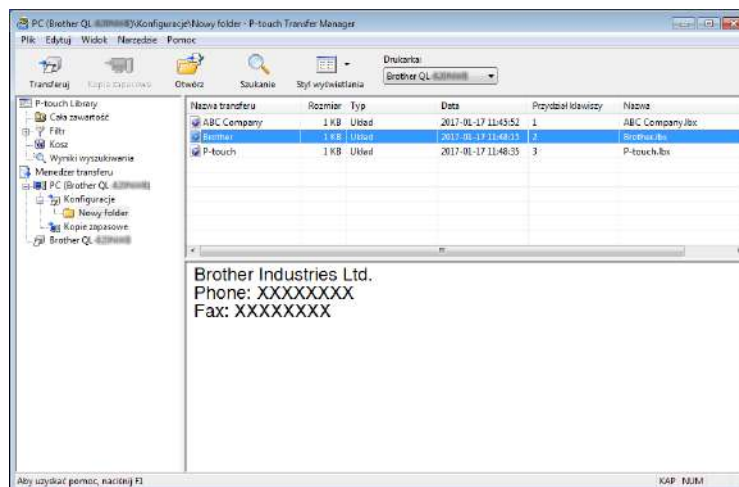 PC (Brother QL )\Konfiguracje\Nowy folder - P-touch Transfer Manager
Plik Edytuj Widok Narzędzie Pomoc
Transferuj Kopia zapasowa Otwórz Szukanie Styl wyświetlania
Drukarka:
Brother QL
P-touch Library
Cała zawartość
Filtr
Kosz
Wyniki wyszukiwania
Menedżer transferu
PC (Brother QL )
Konfiguracje
Nowy folder
Kopie zapasowe
Brother QL
Nazwa transferu Rozmiar Typ Data Przydział klawiszy Nazwa
ABC Company 1 KB Układ 2017-01-17 11:45:52 1 ABC Company.lbx
Brother 1 KB Układ 2017-01-17 11:48:15 2 Brother.lbx
P-touch 1 KB Układ 2017-01-17 11:48:35 3 P-touch.lbx
Brother Industries Ltd.
Phone: XXXXXXXX
Fax: XXXXXXXX
Aby uzyskać pomoc, naciśnij F1
KAP NUM